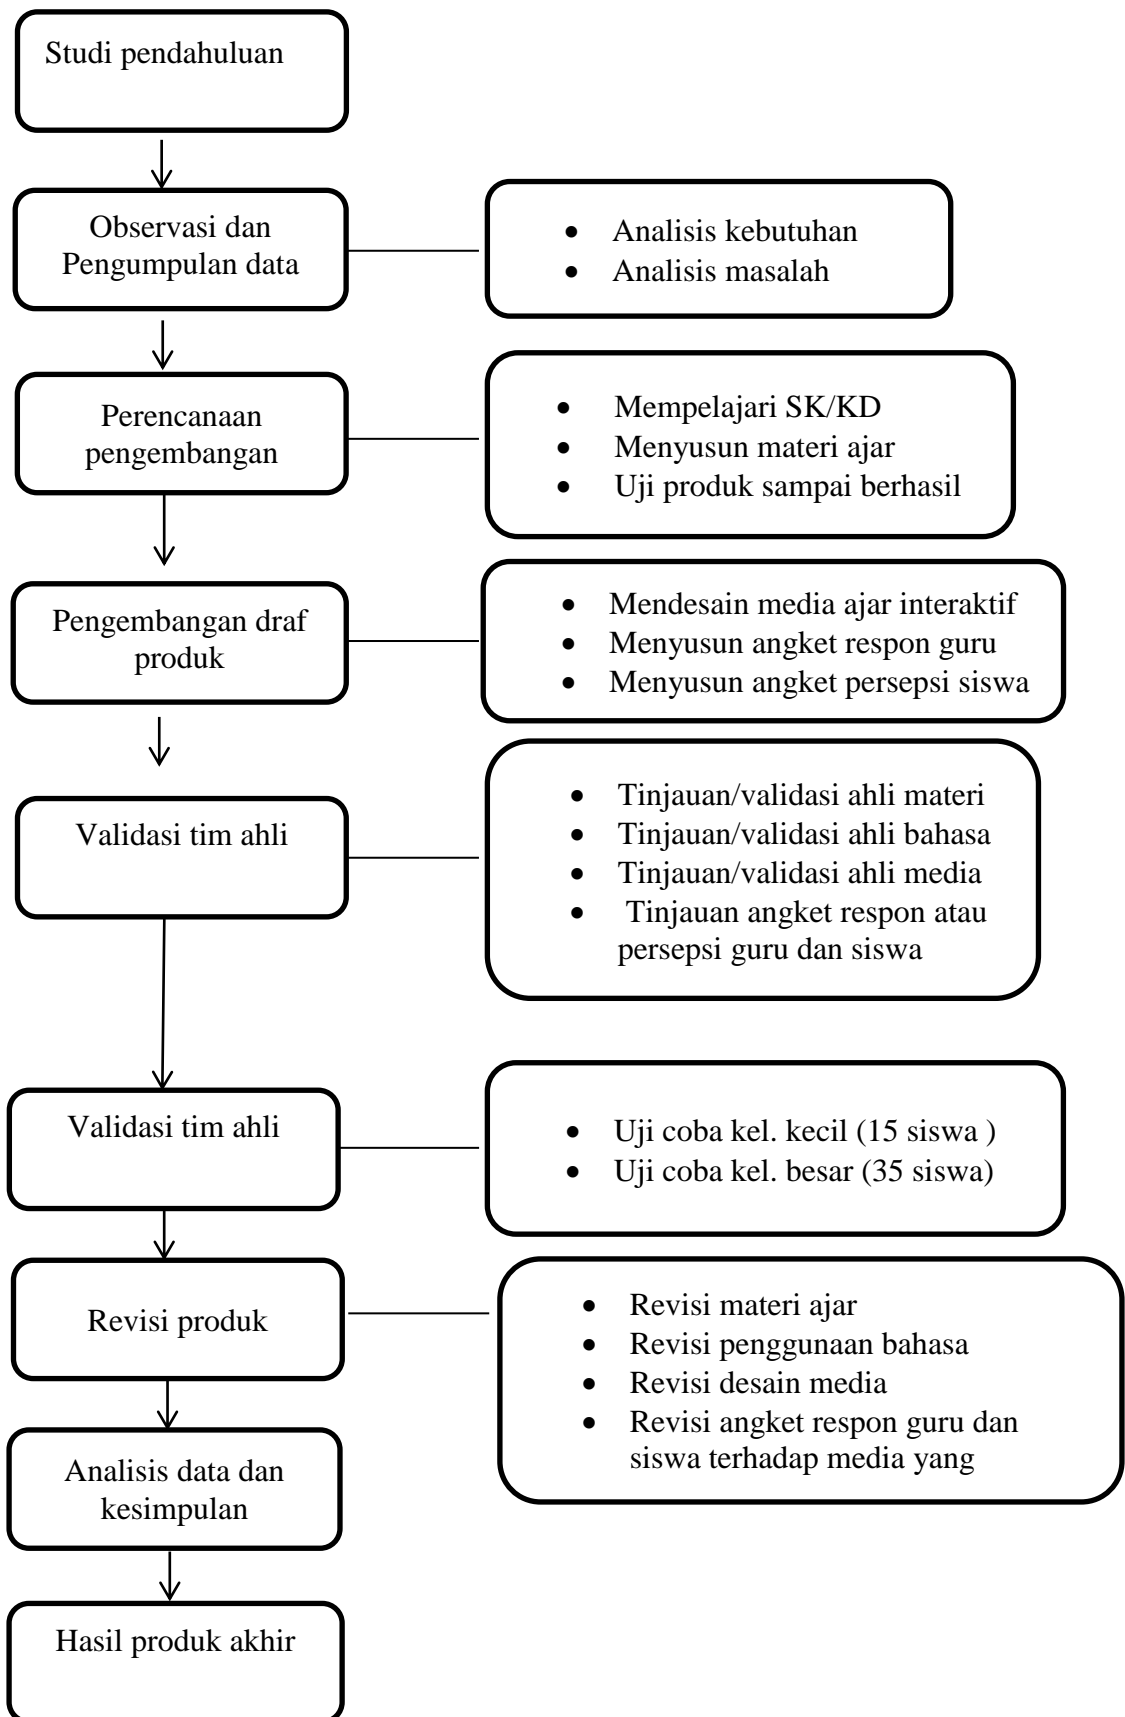 Studi pendahuluan
Observasi dan
Pengumpulan data
• Analisis kebutuhan
• Analisis masalah
Perencanaan
pengembangan
• Mempelajari SK/KD
• Menyusun materi ajar
• Uji produk sampai berhasil
Pengembangan draf
produk
• Mendesain media ajar interaktif
• Menyusun angket respon guru
• Menyusun angket persepsi siswa
Validasi tim ahli
• Tinjauan/validasi ahli materi
• Tinjauan/validasi ahli bahasa
• Tinjauan/validasi ahli media
• Tinjauan angket respon atau
persepsi guru dan siswa
Validasi tim ahli
• Uji coba kel. kecil (15 siswa )
• Uji coba kel. besar (35 siswa)
Revisi produk
• Revisi materi ajar
• Revisi penggunaan bahasa
• Revisi desain media
• Revisi angket respon guru dan
siswa terhadap media yang
Analisis data dan
kesimpulan
Hasil produk akhir